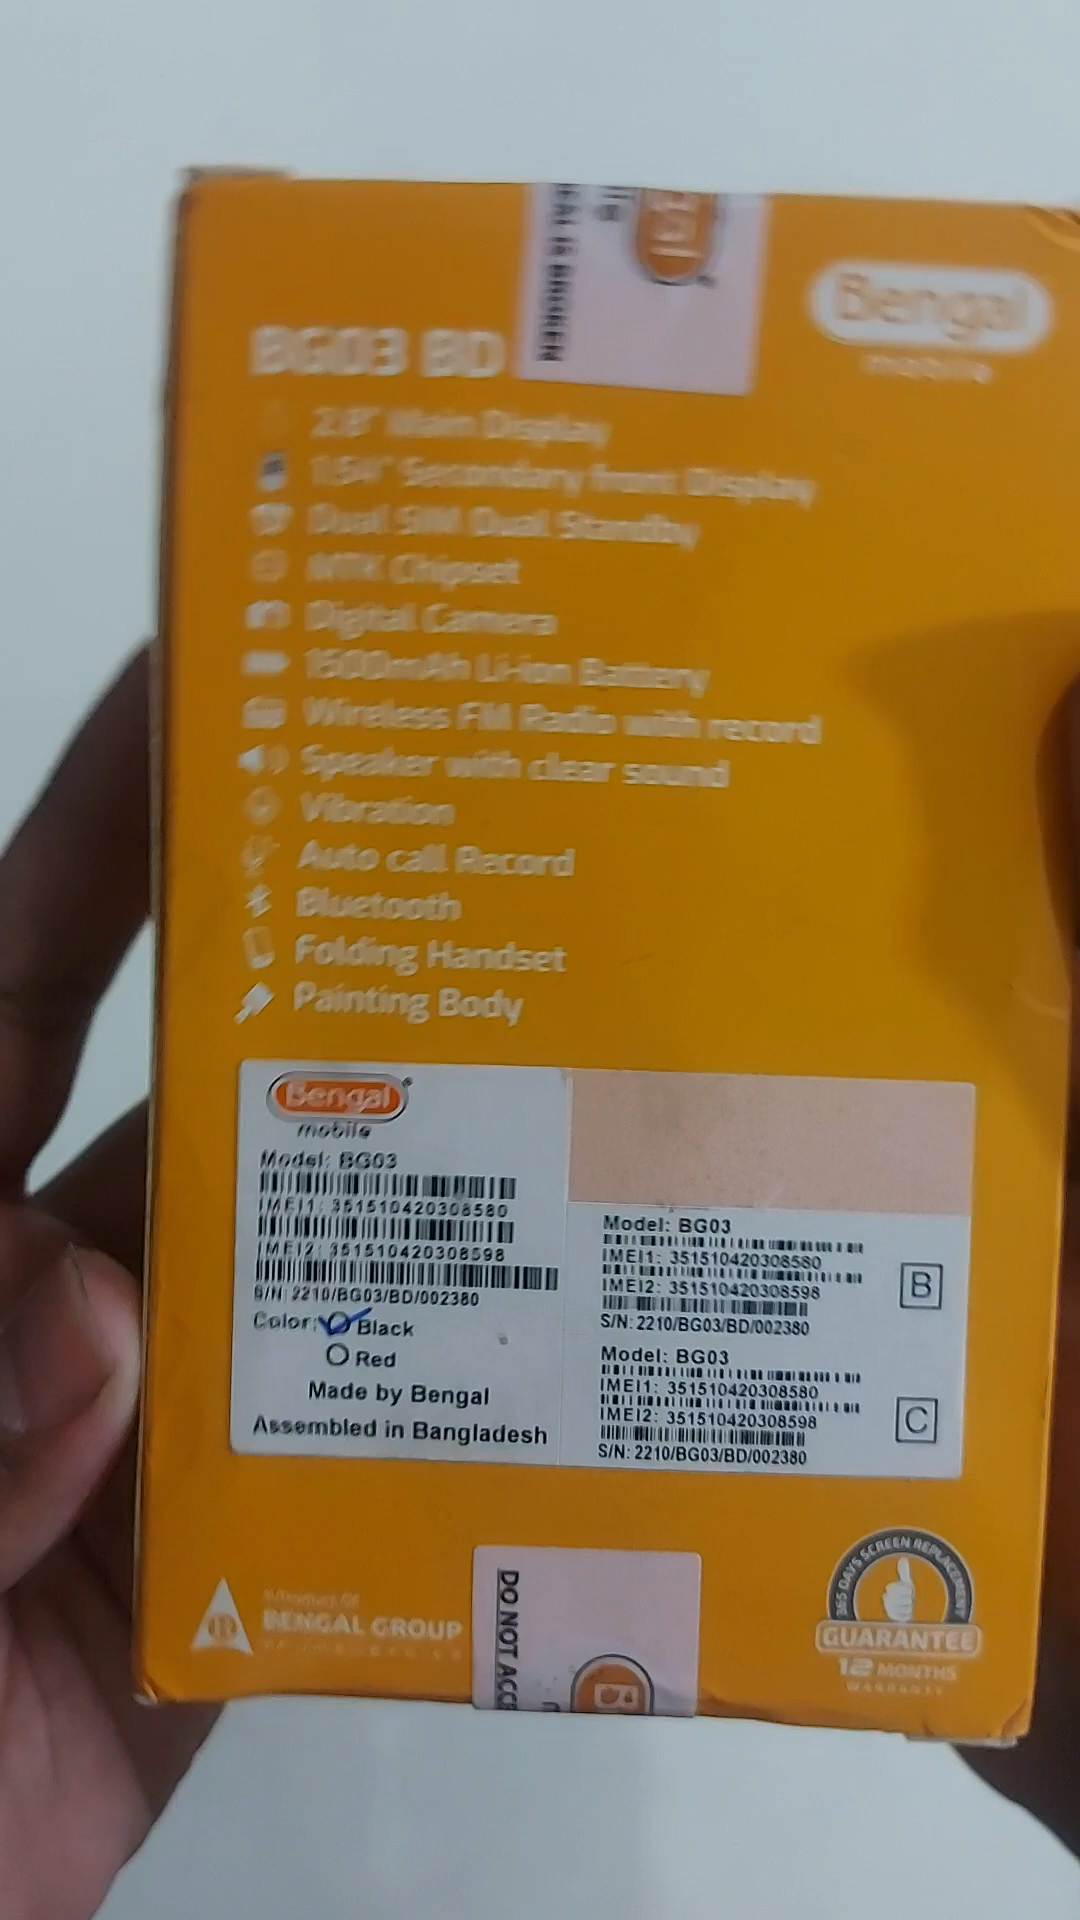 SEAL IS BROKEN
Bengal
mobile
BG03 BD
2.8" Main Display
1.54" Secondary front Display
Dual SIM Dual Standby
MTK Chipset
Digital Camera
1500mAh Li-ion Battery
Wireless FM Radio with record
Speaker with clear sound
Vibration
Auto call Record
Bluetooth
Folding Handset
Painting Body
Bengal
mobile
Model: BG03
IMEI1: 351510420308580
IMEI2: 351510420308598
S/N: 2210/BG03/BD/002380
Color: Black
Red
Made by Bengal
Assembled in Bangladesh
Model: BG03
IMEI1: 351510420308580
IMEI2: 351510420308598
S/N: 2210/BG03/BD/002380
B
Model: BG03
IMEI1: 351510420308580
IMEI2: 351510420308598
S/N: 2210/BG03/BD/002380
C
BENGAL GROUP
DO NOT ACCE
365 DAYS SCREEN REPLACEMENT
GUARANTEE
12 MONTHS
WARRANTY